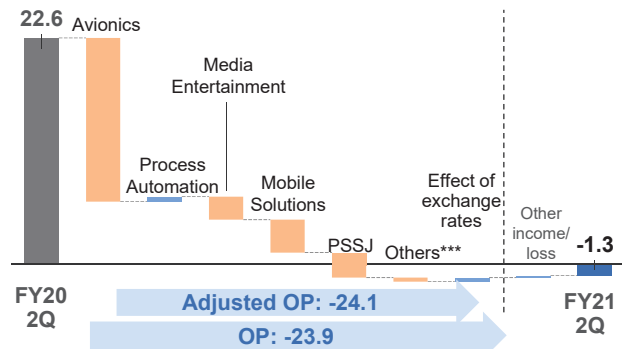 22.6
Avionics
Media
Entertainment
Process
Automation
Mobile
Solutions
PSSJ
Others***
Effect of
exchange
rates
Other
income/
loss
-1.3
FY20
2Q
Adjusted OP: -24.1
OP: -23.9
FY21
2Q